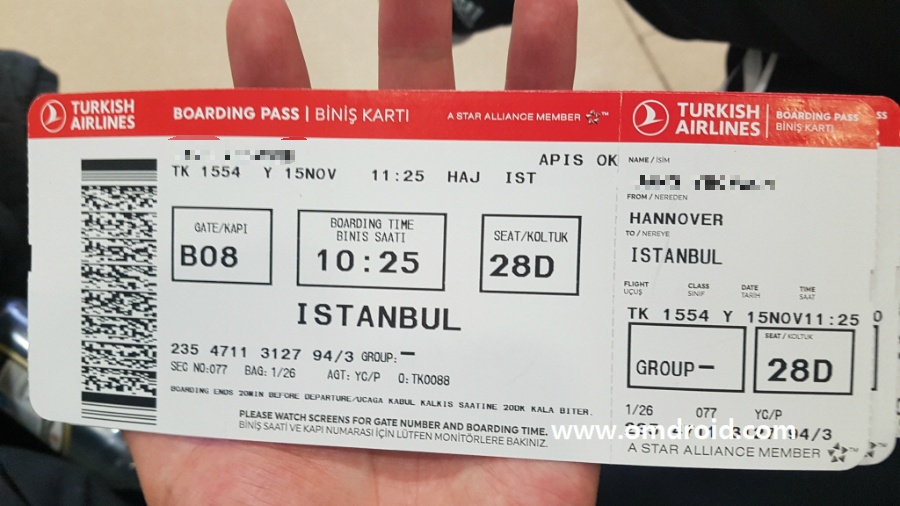 TURKISH AIRLINES
BOARDING PASS | BİNİŞ KARTI
A STAR ALLIANCE MEMBER
APIS OK
TK 1554 Y 15NOV 11:25 HAJ IST
GATE/KAPI
B08
BOARDING TIME
BINIS SAATI
10:25
SEAT/KOLTUK
28D
ISTANBUL
235 4711 3127 94/3 GROUP:—
SEC NO:077 BAG: 1/26 AGT: YC/P O: TK0088
BOARDING ENDS 20MIN BEFORE DEPARTURE/UCAGA KABUL KALKIS SAATINE 20DK KALA BITER.
PLEASE WATCH SCREENS FOR GATE NUMBER AND BOARDING TIME.
BİNİŞ SAATİ VE KAPI NUMARASI İÇİN LÜTFEN MONİTÖRLERE BAKINIZ.
TURKISH AIRLINES
BOARDING PASS
BİNİŞ KARTI
SS
NAME / İSİM
FROM / NEREDEN
HANNOVER
TO / NEREYE
ISTANBUL
FLIGHT CLASS DATE TIME
UÇUŞ SINIF TARİH SAAT
TK 1554 Y 15NOV11:25
0
GROUP—
SEAT / KOLTUK
28D
1/26 077 YC/P
94/3
www.cmdroid.com
A STAR ALLIANCE MEMBER